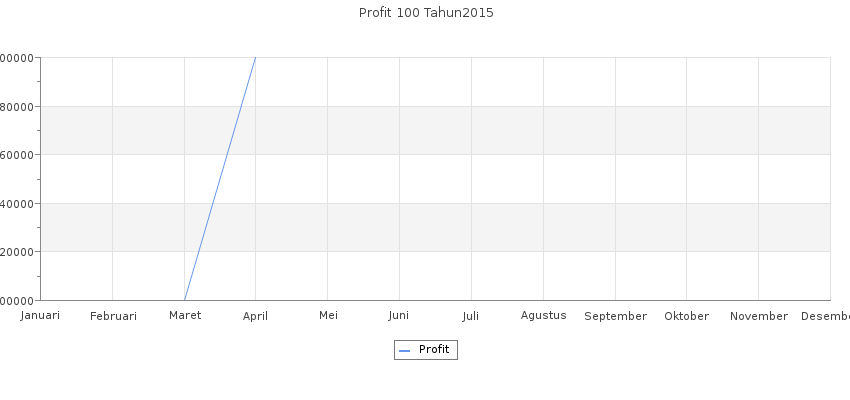 Profit 100 Tahun2015
00000
80000
60000
40000
20000
00000
Januari Februari Maret April Mei Juni Juli Agustus September Oktober November Desemb
Profit